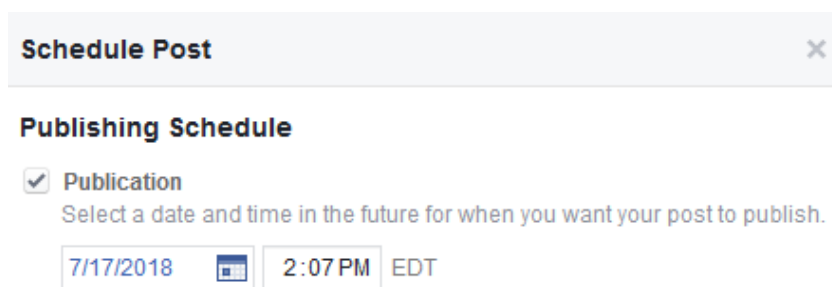 Schedule Post
Publishing Schedule
Publication
Select a date and time in the future for when you want your post to publish.
7/17/2018 2:07 PM EDT